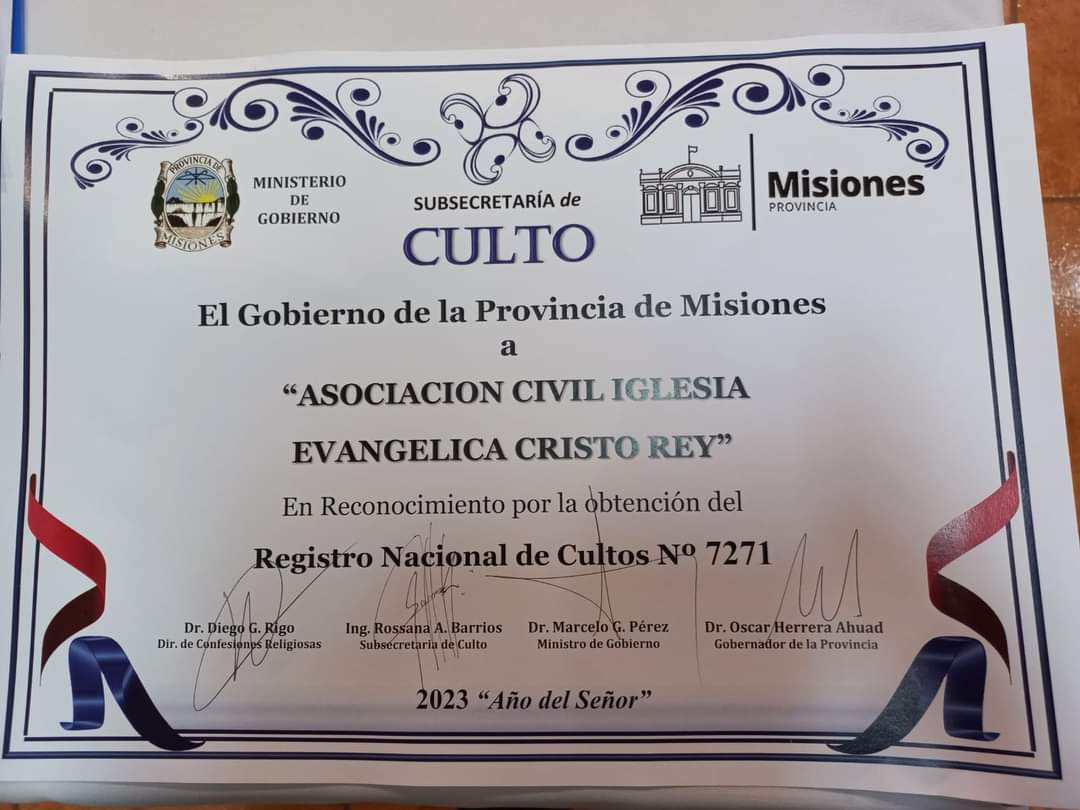 PROVINCIA DE
MISIONES
MINISTERIO
DE
GOBIERNO
SUBSECRETARÍA de
CULTO
Misiones
PROVINCIA
El Gobierno de la Provincia de Misiones
a
“ASOCIACION CIVIL IGLESIA
EVANGELICA CRISTO REY”
En Reconocimiento por la obtención del
Registro Nacional de Cultos Nº 7271
Dr. Diego G. Rigo
Dir. de Confesiones Religiosas
Ing. Rossana A. Barrios
Subsecretaria de Culto
Dr. Marcelo G. Pérez
Ministro de Gobierno
Dr. Oscar Herrera Ahuad
Gobernador de la Provincia
2023 “Año del Señor”